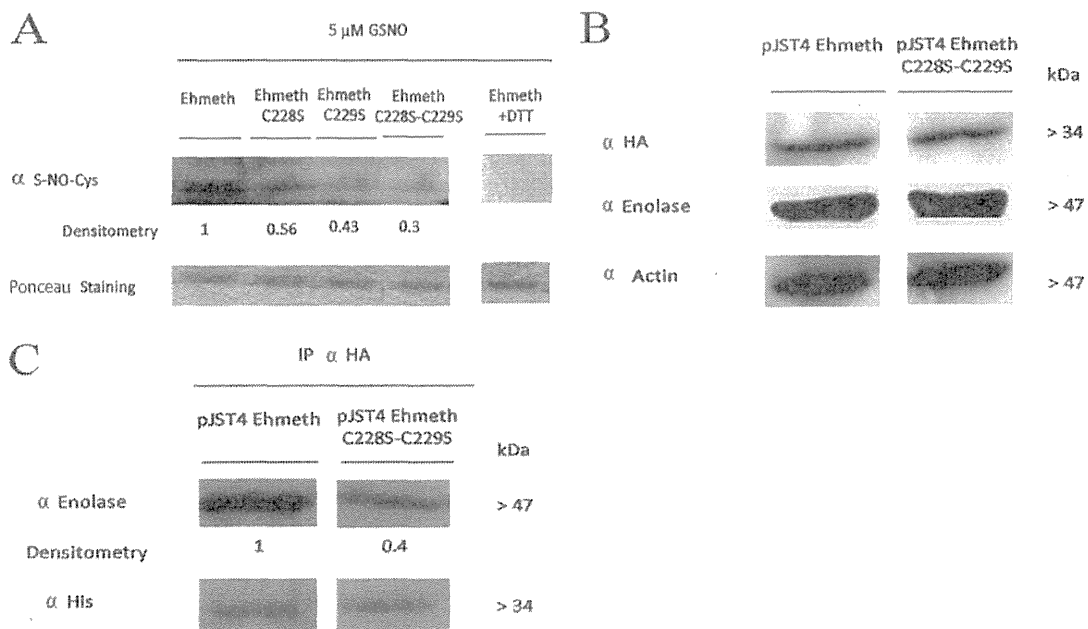 A
5 µM GSNO
Ehmeth
Ehmeth C228S
Ehmeth C229S
Ehmeth C228S-C229S
Ehmeth +DTT
α S-NO-Cys
Densitometry 1 0.56 0.43 0.3
Ponceau Staining
B
pJST4 Ehmeth
pJST4 Ehmeth C228S-C229S
kDa
α HA > 34
α Enolase > 47
α Actin > 47
C
IP α HA
pJST4 Ehmeth
pJST4 Ehmeth C228S-C229S
kDa
α Enolase > 47
Densitometry 1 0.4
α His > 34